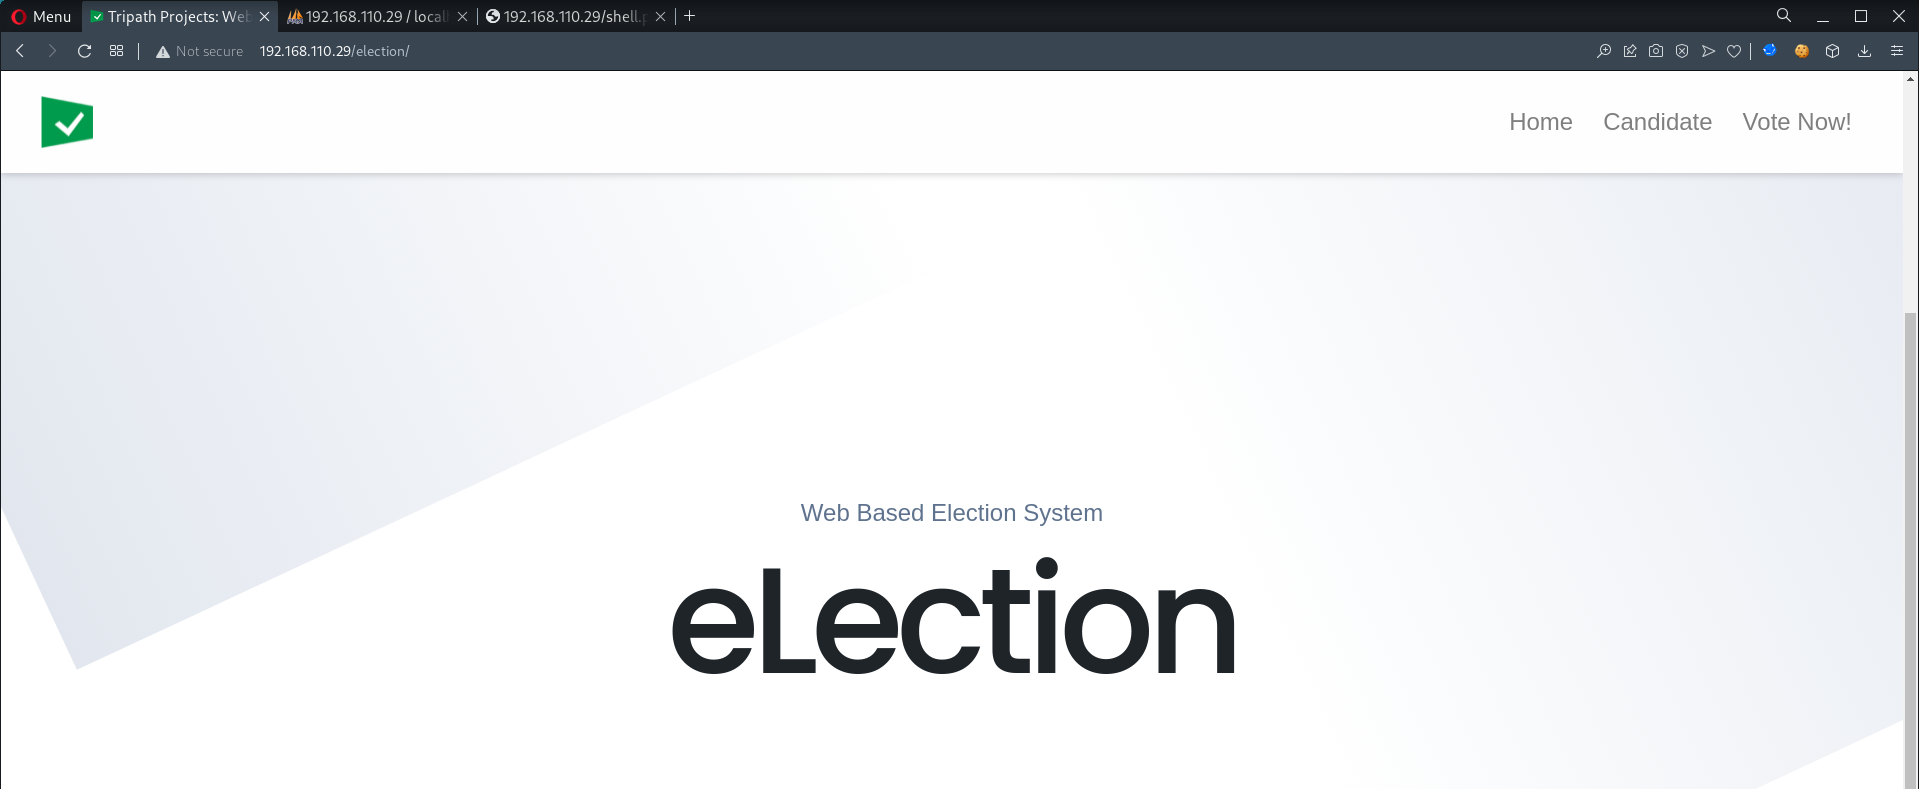 Menu
Tripath Projects: Web
192.168.110.29 / local
192.168.110.29/shell.p
Not secure 192.168.110.29/election/
Home Candidate Vote Now!
Web Based Election System
eLection